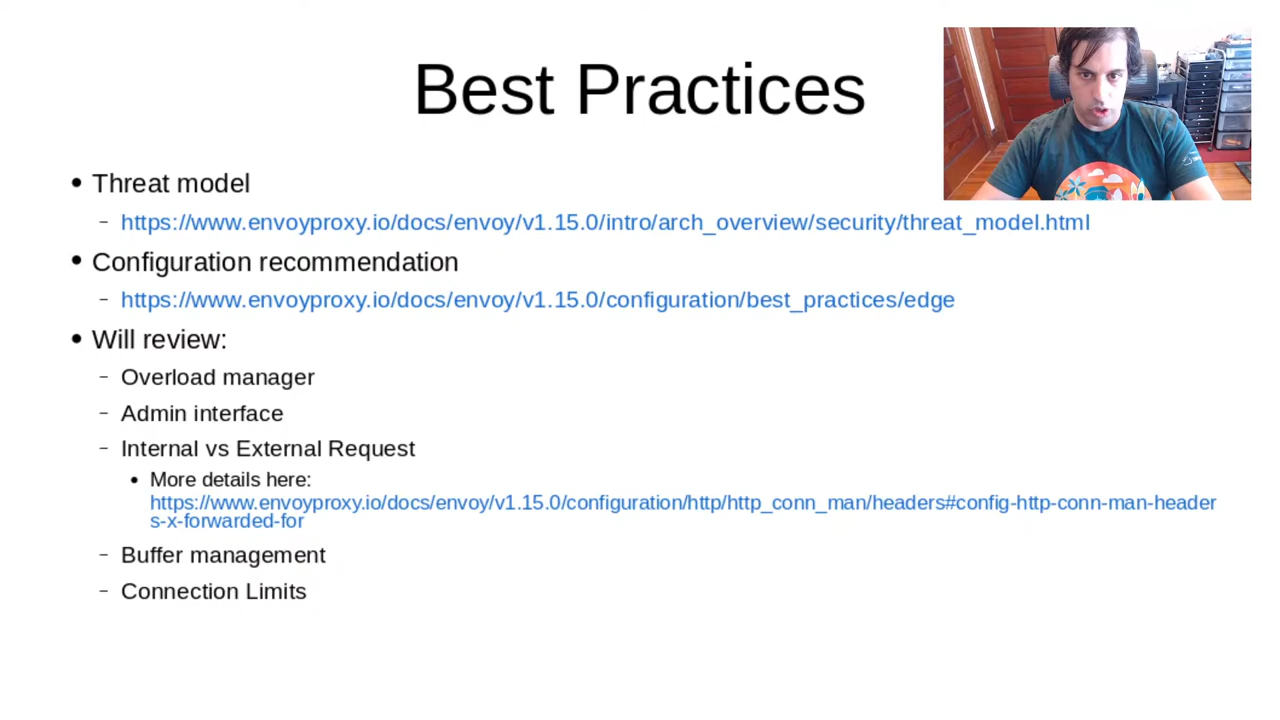 Best Practices
• Threat model
– https://www.envoyproxy.io/docs/envoy/v1.15.0/intro/arch_overview/security/threat_model.html
• Configuration recommendation
– https://www.envoyproxy.io/docs/envoy/v1.15.0/configuration/best_practices/edge
• Will review:
– Overload manager
– Admin interface
– Internal vs External Request
• More details here:
https://www.envoyproxy.io/docs/envoy/v1.15.0/configuration/http/http_conn_man/headers#config-http-conn-man-header
s-x-forwarded-for
– Buffer management
– Connection Limits